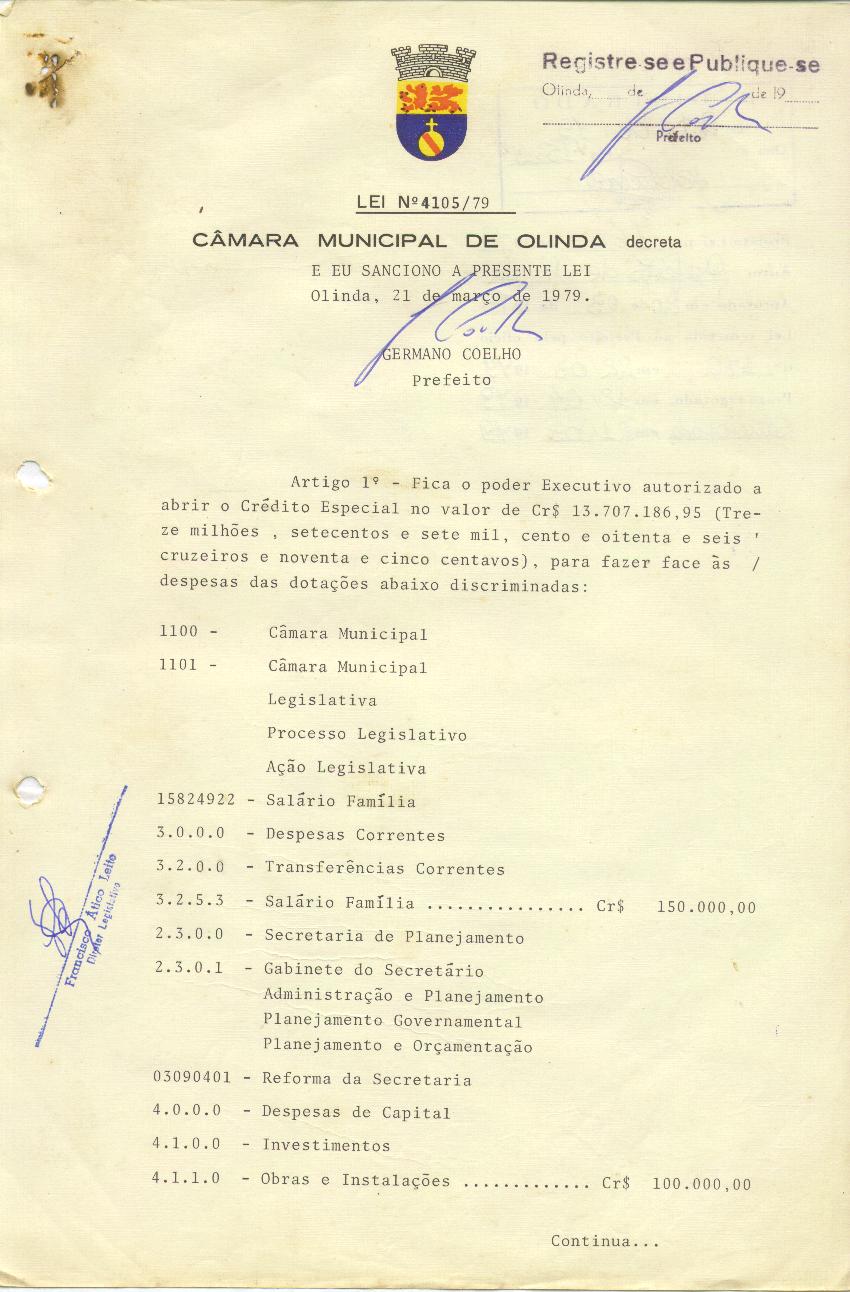 Registre-se e Publique-se
Olinda, de de 19
Prefeito
LEI Nº4105/79
CÂMARA MUNICIPAL DE OLINDA decreta
E EU SANCIONO A PRESENTE LEI
Olinda, 21 de março de 1979.
GERMANO COELHO
Prefeito
Artigo 1º - Fica o poder Executivo autorizado a
abrir o Crédito Especial no valor de Cr$ 13.707.186,95 (Tre-
ze milhões , setecentos e sete mil, cento e oitenta e seis '
cruzeiros e noventa e cinco centavos), para fazer face às /
despesas das dotações abaixo discriminadas:
1100 - Câmara Municipal
1101 - Câmara Municipal
Legislativa
Processo Legislativo
Ação Legislativa
15824922 - Salário Família
3.0.0.0 - Despesas Correntes
3.2.0.0 - Transferências Correntes
3.2.5.3 - Salário Família ................ Cr$ 150.000,00
2.3.0.0 - Secretaria de Planejamento
2.3.0.1 - Gabinete do Secretário
Administração e Planejamento
Planejamento Governamental
Planejamento e Orçamentação
03090401 - Reforma da Secretaria
4.0.0.0 - Despesas de Capital
4.1.0.0 - Investimentos
4.1.1.0 - Obras e Instalações ............. Cr$ 100.000,00
Continua...
Francisco Ático Leite
Diretor Legislativo